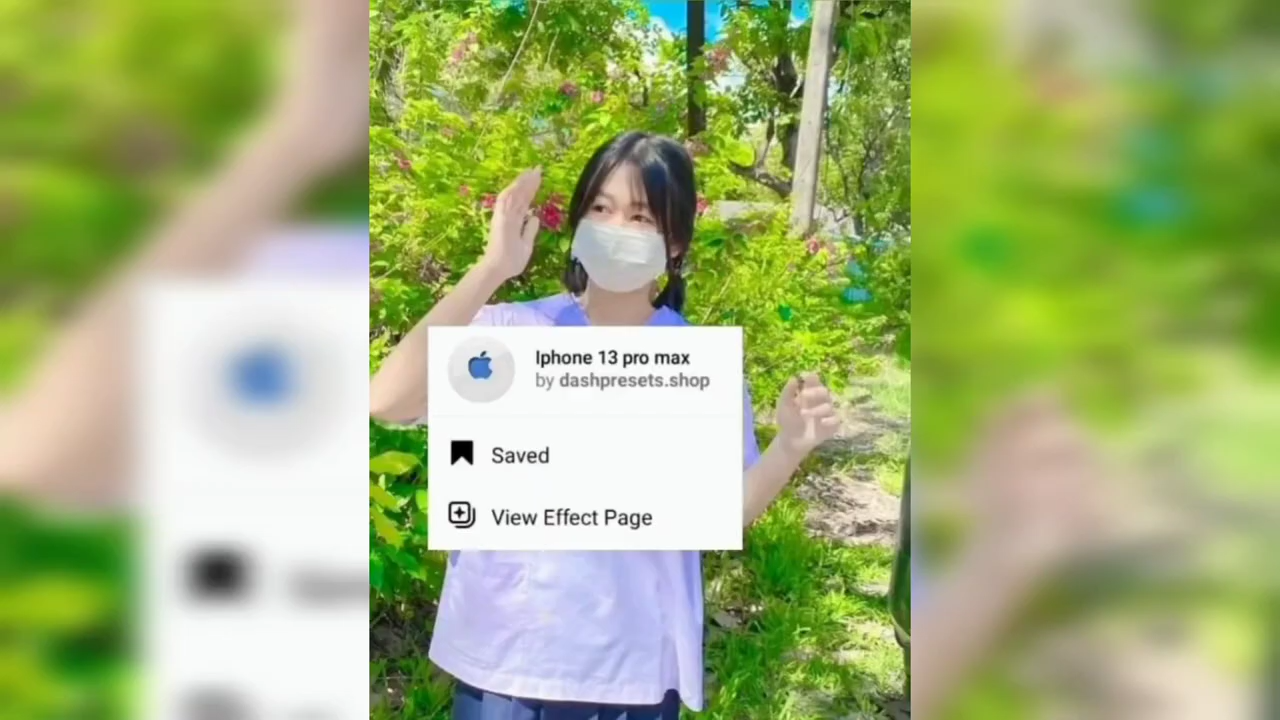 Iphone 13 pro max
by dashpresets.shop
Saved
View Effect Page